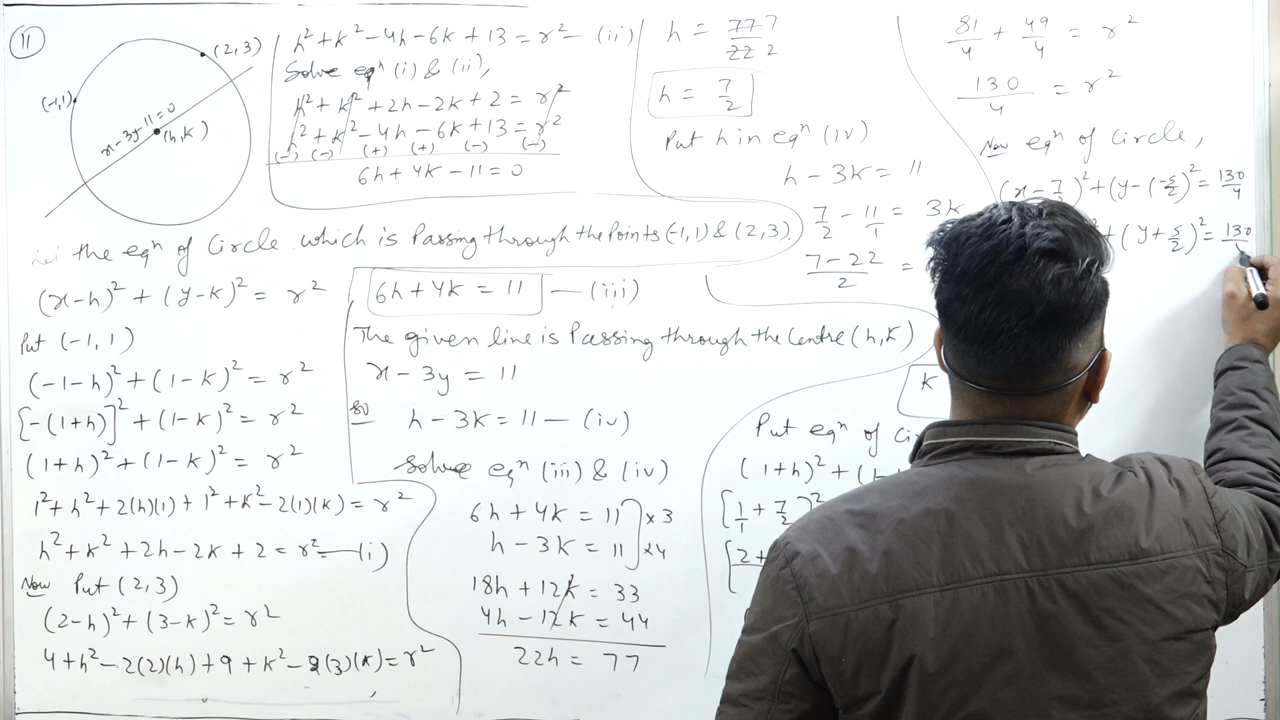 11
(2,3)
(-1,1)
x-3y-11=0
(h,k)
h²+k²-4h-6k+13=r² — (ii)
Solve eqⁿ (i) & (ii),
h²+k²+2h-2k+2=r²
h²+k²-4h-6k+13=r²
(-) (-) (+) (+) (-) (-)
6h+4k-11=0
Let the eqⁿ of Circle which is Passing through the Points (-1,1) & (2,3).
(x-h)²+(y-k)²=r²
Put (-1,1)
(-1-h)²+(1-k)²=r²
[-(1+h)]²+(1-k)²=r²
(1+h)²+(1-k)²=r²
1²+h²+2(h)(1)+1²+k²-2(1)(k)=r²
h²+k²+2h-2k+2=r² — (i)
Now Put (2,3)
(2-h)²+(3-k)²=r²
4+h²-2(2)(h)+9+k²-2(3)(k)=r²
6h+4k=11 — (iii)
The given line is Passing through the Centre (h,k)
x-3y=11
so h-3k=11 — (iv)
Solve eqⁿ (iii) & (iv)
6h+4k=11 ×3
h-3k=11 ×4
18h+12k=33
4h-12k=44
22h=77
h = 77 7 / 22 2
h = 7/2
Put h in eqⁿ (iv)
h-3k=11
7/2 - 11/1 = 3k
7-22/2 =
k
Put eqⁿ of
(1+h)²+(1-
[1/1 + 7/2]²
[2+
81/4 + 49/4 = r²
130/4 = r²
Now eqⁿ of Circle,
(x-7/2)²+(y-(-5/2)²=130/4
²+(y+5/2)²=130